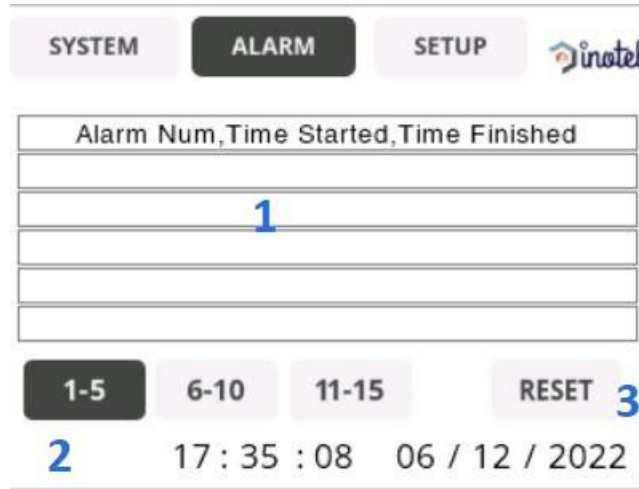 SYSTEM ALARM SETUP inotel
Alarm Num,Time Started,Time Finished
1
1-5 6-10 11-15 RESET 3
2 17 : 35 : 08 06 / 12 / 2022